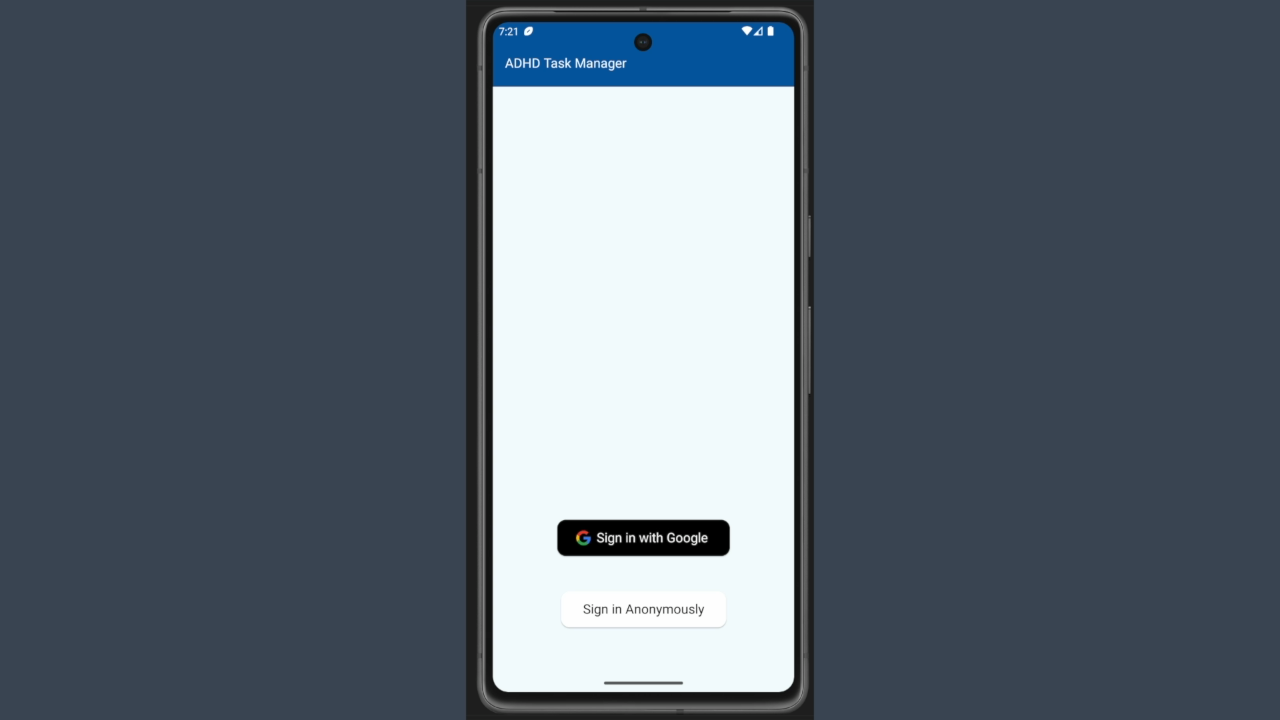 7:21
ADHD Task Manager
Sign in with Google
Sign in Anonymously